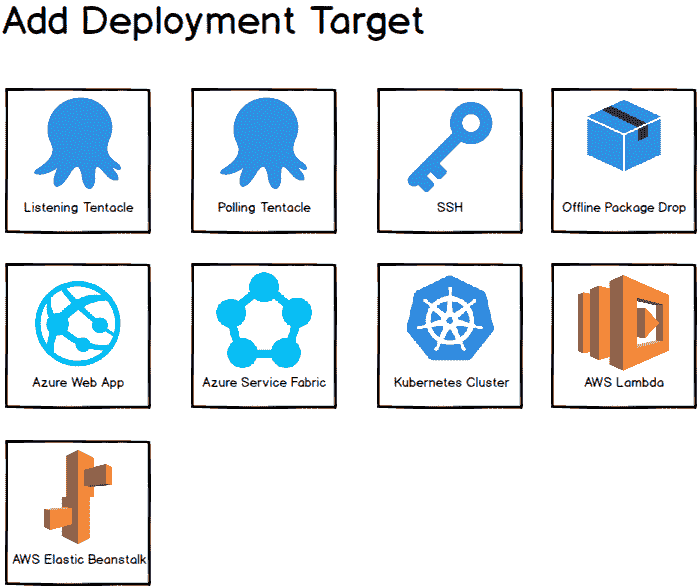 Add Deployment Target
Listening Tentacle
Polling Tentacle
SSH
Offline Package Drop
Azure Web App
Azure Service Fabric
Kubernetes Cluster
AWS Lambda
AWS Elastic Beanstalk